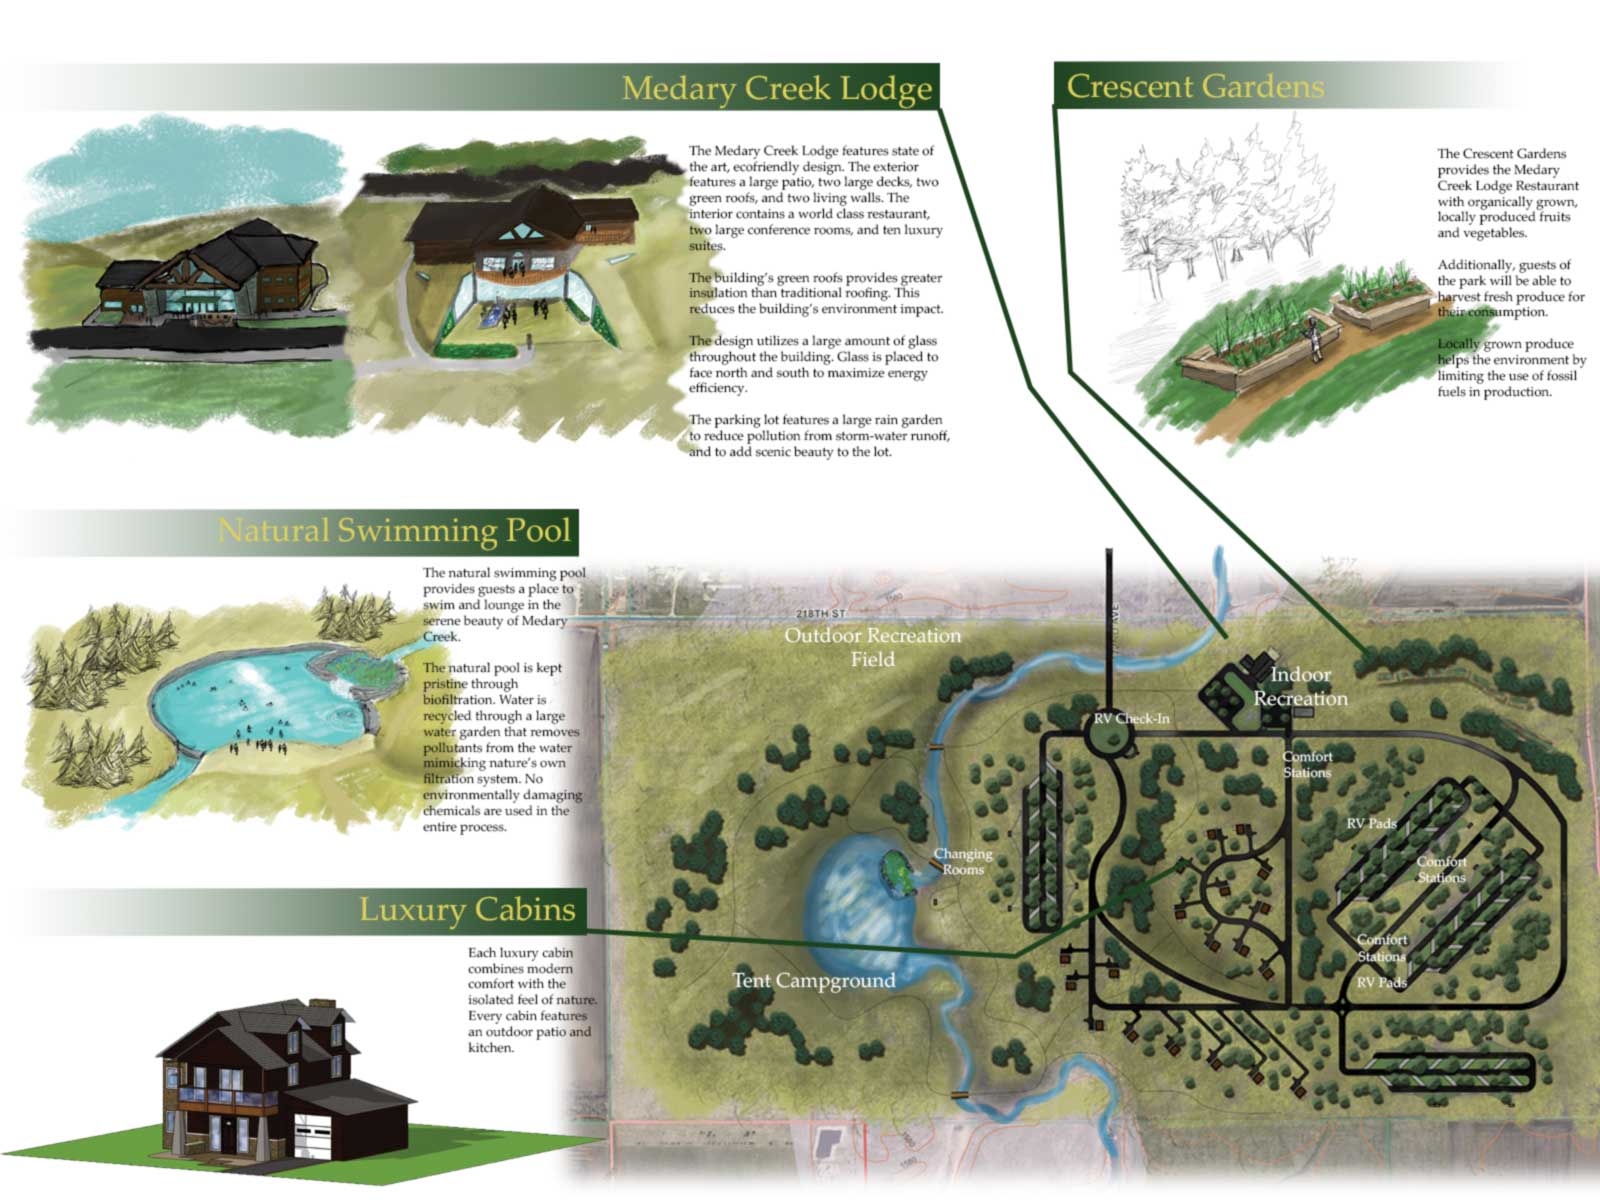 Medary Creek Lodge
The Medary Creek Lodge features state of
the art, ecofriendly design. The exterior
features a large patio, two large decks, two
green roofs, and two living walls. The
interior contains a world class restaurant,
two large conference rooms, and ten luxury
suites.
The building's green roofs provides greater
insulation than traditional roofing. This
reduces the building's environment impact.
The design utilizes a large amount of glass
throughout the building. Glass is placed to
face north and south to maximize energy
efficiency.
The parking lot features a large rain garden
to reduce pollution from storm-water runoff,
and to add scenic beauty to the lot.
Crescent Gardens
The Crescent Gardens
provides the Medary
Creek Lodge Restaurant
with organically grown,
locally produced fruits
and vegetables.
Additionally, guests of
the park will be able to
harvest fresh produce for
their consumption.
Locally grown produce
helps the environment by
limiting the use of fossil
fuels in production.
Natural Swimming Pool
The natural swimming pool
provides guests a place to
swim and lounge in the
serene beauty of Medary
Creek.
The natural pool is kept
pristine through
biofiltration. Water is
recycled through a large
water garden that removes
pollutants from the water
mimicking nature's own
filtration system. No
environmentally damaging
chemicals are used in the
entire process.
Luxury Cabins
Each luxury cabin
combines modern
comfort with the
isolated feel of nature.
Every cabin features
an outdoor patio and
kitchen.
218TH ST
AVE
Outdoor Recreation
Field
Indoor
Recreation
RV Check-In
Comfort
Stations
RV Pads
Changing
Rooms
Comfort
Stations
Comfort
Stations
RV Pads
Tent Campground
1580